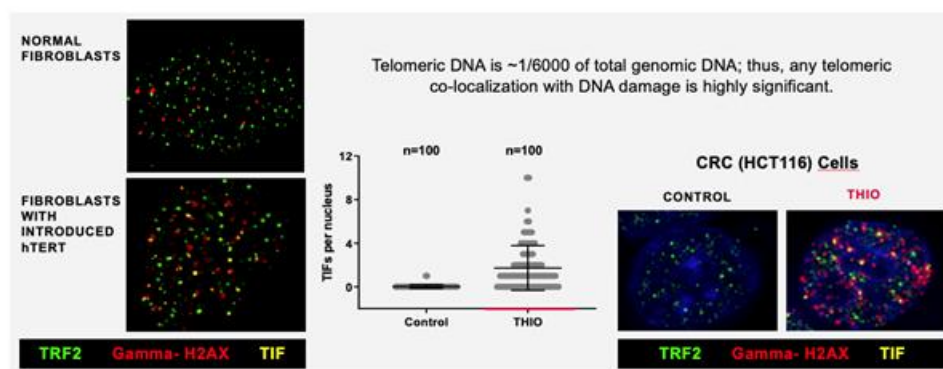 NORMAL
FIBROBLASTS
Telomeric DNA is ~1/6000 of total genomic DNA; thus, any telomeric
co-localization with DNA damage is highly significant.
FIBROBLASTS
WITH
INTRODUCED
hTERT
TRF2 Gamma- H2AX TIF
n=100 n=100
TIFs per nucleus
12
8
4
0
Control THIO
CRC (HCT116) Cells
CONTROL THIO
TRF2 Gamma- H2AX TIF